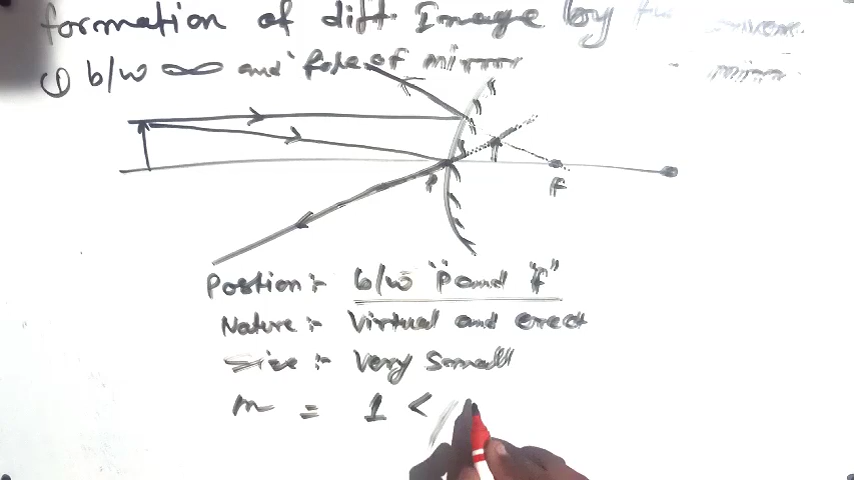 formation of diff. Image by
① b/w ∞ and pole of mirror
P
F
Postion :- b/w "P and "F"
Nature :- Virtual and erect
Size :- Very Small
m = 1 <